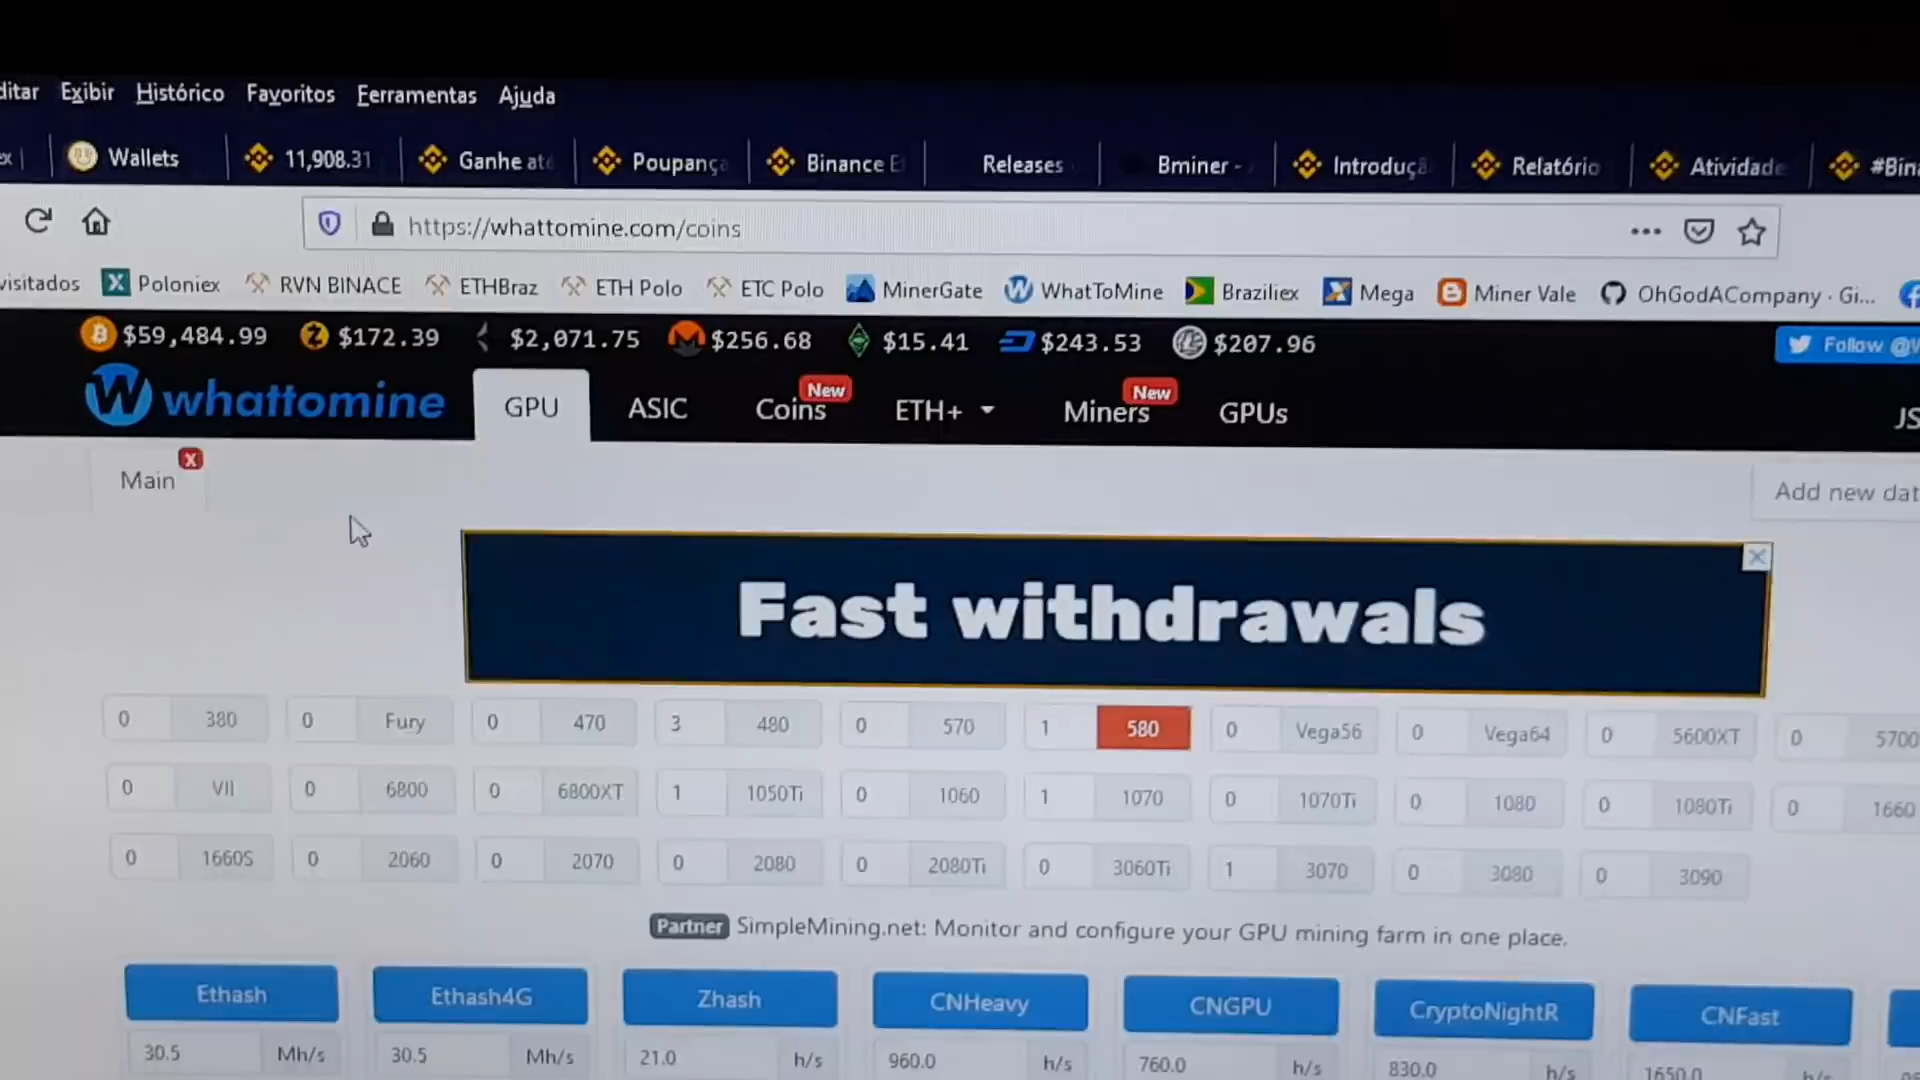 ditar Exibir Histórico Favoritos Ferramentas Ajuda
ex Wallets 11,908.31 Ganhe até Poupança Binance E Releases Bminer - Introduçã Relatório Atividade #Bin
https://whattomine.com/coins
visitados Poloniex RVN BINACE ETHBraz ETH Polo ETC Polo MinerGate WhatToMine Braziliex Mega Miner Vale OhGodACompany · Gi...
$59,484.99 $172.39 $2,071.75 $256.68 $15.41 $243.53 $207.96 Follow @W
whattomine GPU ASIC Coins New ETH+ Miners New GPUs JS
Main x Add new dat
Fast withdrawals
0 380 0 Fury 0 470 3 480 0 570 1 580 0 Vega56 0 Vega64 0 5600XT 0 5700
0 VII 0 6800 0 6800XT 1 1050Ti 0 1060 1 1070 0 1070Ti 0 1080 0 1080Ti 0 1660
0 1660S 0 2060 0 2070 0 2080 0 2080Ti 0 3060Ti 1 3070 0 3080 0 3090
Partner SimpleMining.net: Monitor and configure your GPU mining farm in one place.
Ethash Ethash4G Zhash CNHeavy CNGPU CryptoNightR CNFast
30.5 Mh/s 30.5 Mh/s 21.0 h/s 960.0 h/s 760.0 h/s 830.0 h/s 1650.0 h/s